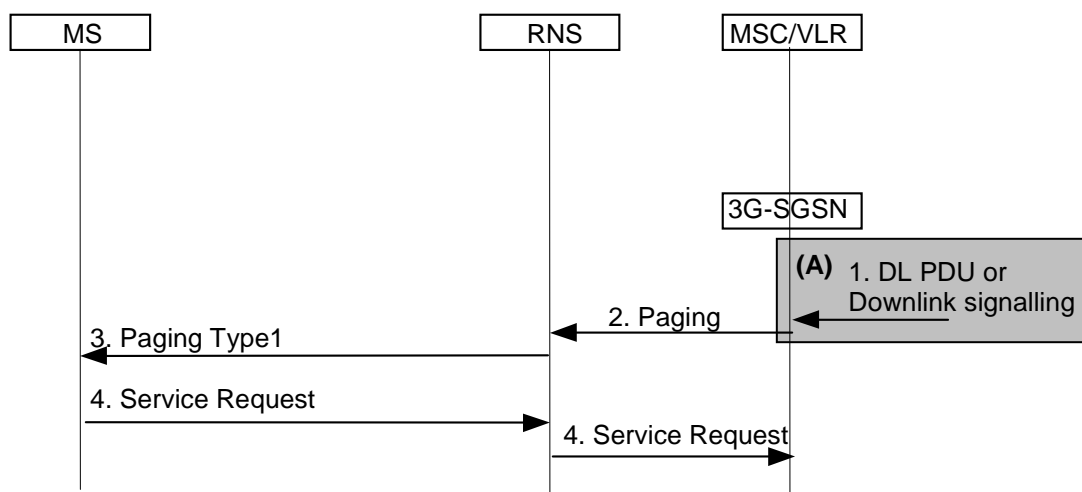 MS
RNS
MSC/VLR
3G-SGSN
(A)
1. DL PDU or
Downlink signalling
2. Paging
3. Paging Type1
4. Service Request
4. Service Request